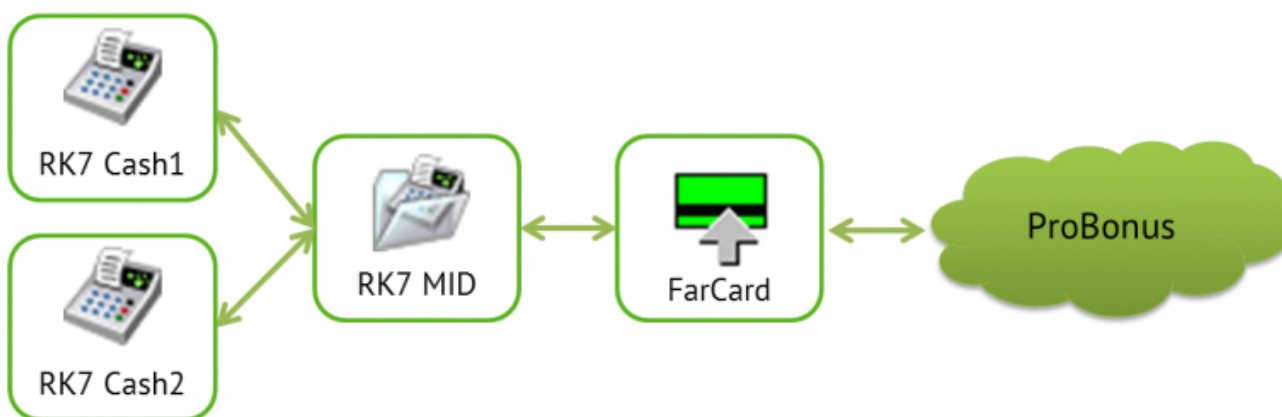 RK7 Cash1
RK7 MID
FarCard
ProBonus
RK7 Cash2